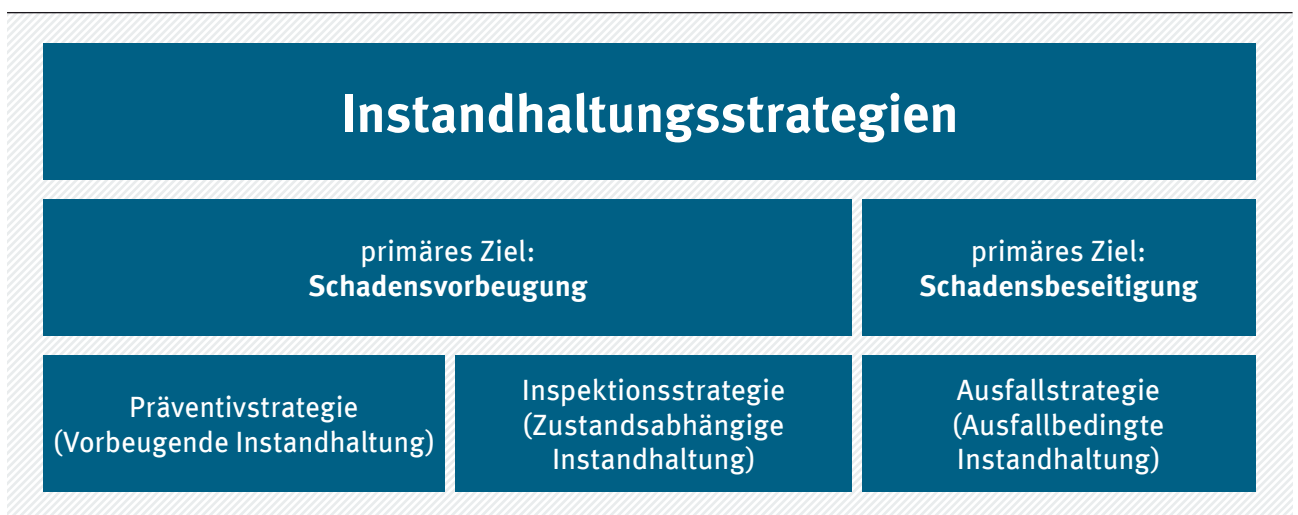 Instandhaltungsstrategien
primäres Ziel:
Schadensvorbeugung
primäres Ziel:
Schadensbeseitigung
Präventivstrategie
(Vorbeugende Instandhaltung)
Inspektionsstrategie
(Zustandsabhängige
Instandhaltung)
Ausfallstrategie
(Ausfallbedingte
Instandhaltung)